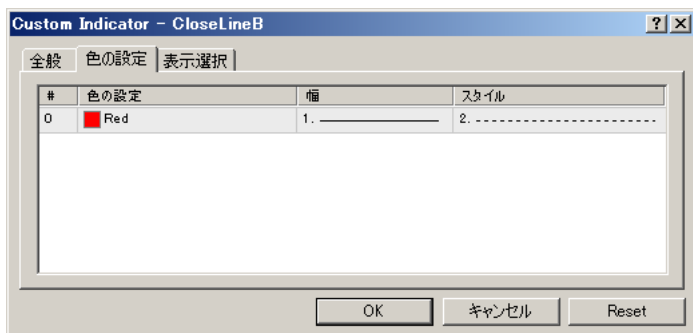 Custom Indicator - CloseLineB
全般 色の設定 表示選択
# 色の設定 幅 スタイル
0 Red 1. 2.
OK キャンセル Reset